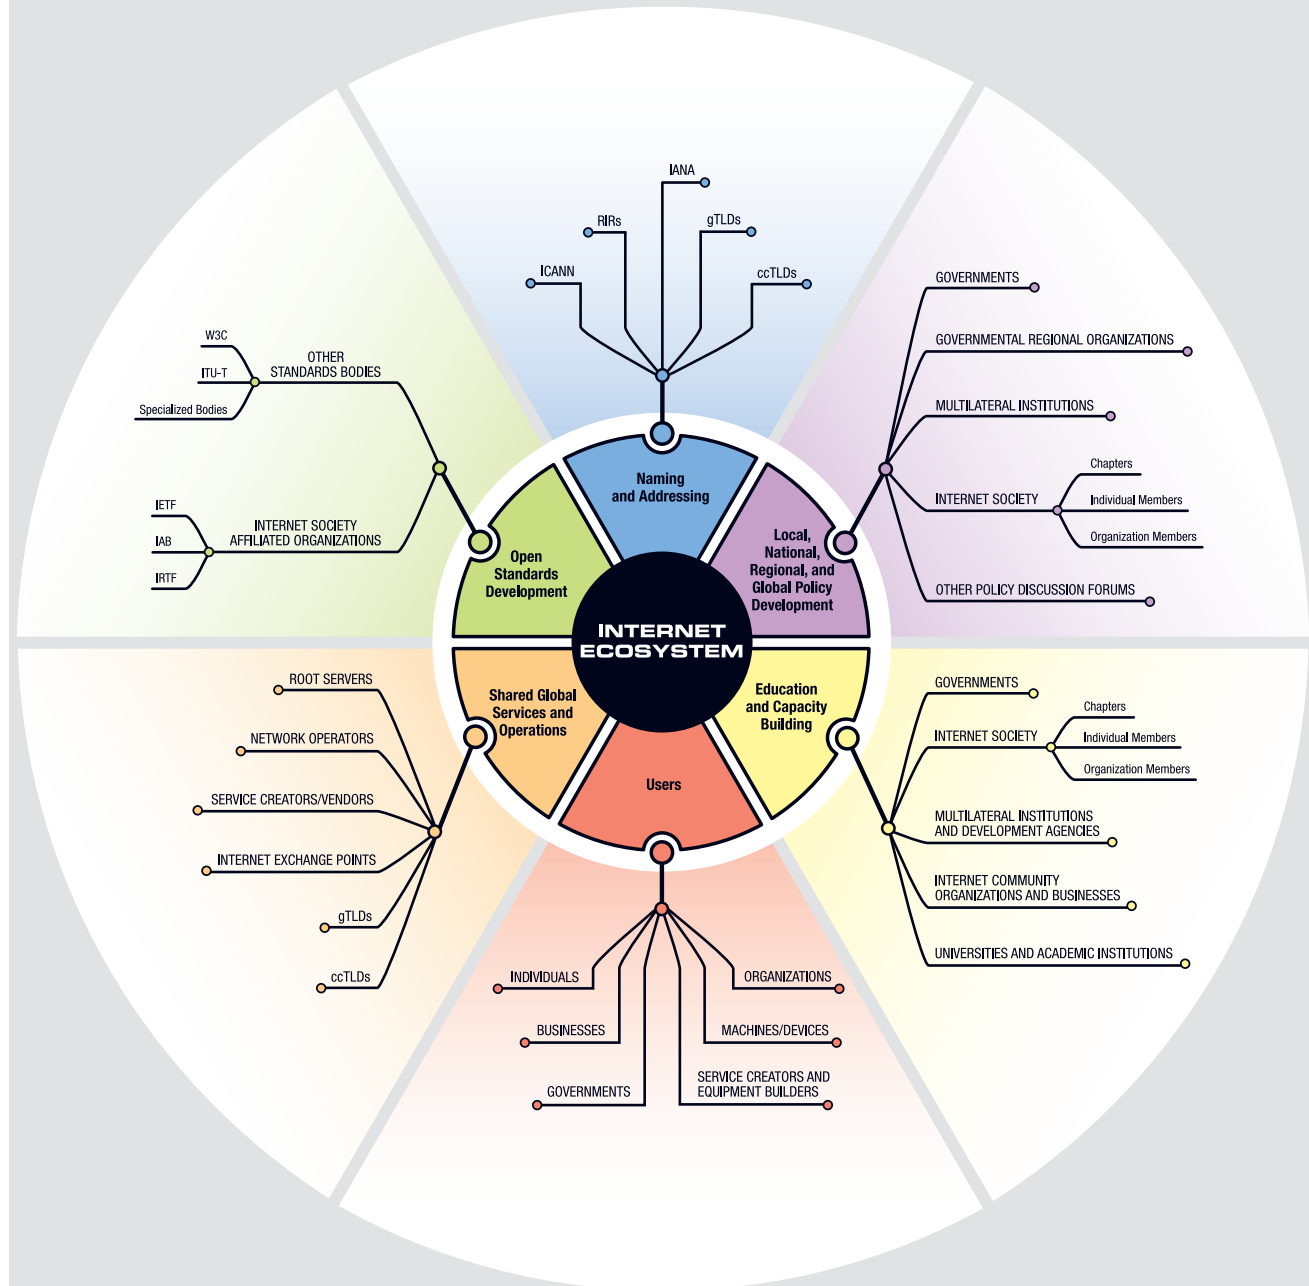 IANA
RIRs
gTLDs
ICANN
ccTLDs
Naming
and Addressing
GOVERNMENTS
GOVERNMENTAL REGIONAL ORGANIZATIONS
MULTILATERAL INSTITUTIONS
INTERNET SOCIETY
Chapters
Individual Members
Organization Members
OTHER POLICY DISCUSSION FORUMS
Local,
National,
Regional, and
Global Policy
Development
W3C
ITU-T
Specialized Bodies
OTHER
STANDARDS BODIES
IETF
IAB
IRTF
INTERNET SOCIETY
AFFILIATED ORGANIZATIONS
Open
Standards
Development
INTERNET
ECOSYSTEM
Shared Global
Services and
Operations
ROOT SERVERS
NETWORK OPERATORS
SERVICE CREATORS/VENDORS
INTERNET EXCHANGE POINTS
gTLDs
ccTLDs
Education
and Capacity
Building
GOVERNMENTS
INTERNET SOCIETY
Chapters
Individual Members
Organization Members
MULTILATERAL INSTITUTIONS
AND DEVELOPMENT AGENCIES
INTERNET COMMUNITY
ORGANIZATIONS AND BUSINESSES
UNIVERSITIES AND ACADEMIC INSTITUTIONS
Users
INDIVIDUALS
BUSINESSES
GOVERNMENTS
ORGANIZATIONS
MACHINES/DEVICES
SERVICE CREATORS AND
EQUIPMENT BUILDERS